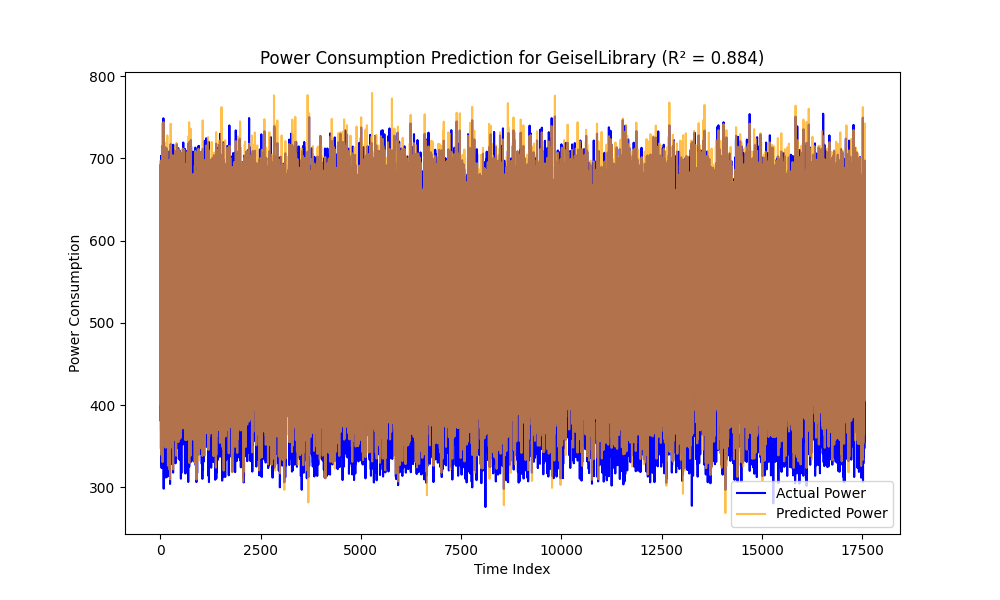 Power Consumption Prediction for GeiselLibrary (R² = 0.884)
800
700
600
500
400
300
Power Consumption
0
2500
5000
7500
10000
12500
15000
17500
Time Index
Actual Power
Predicted Power